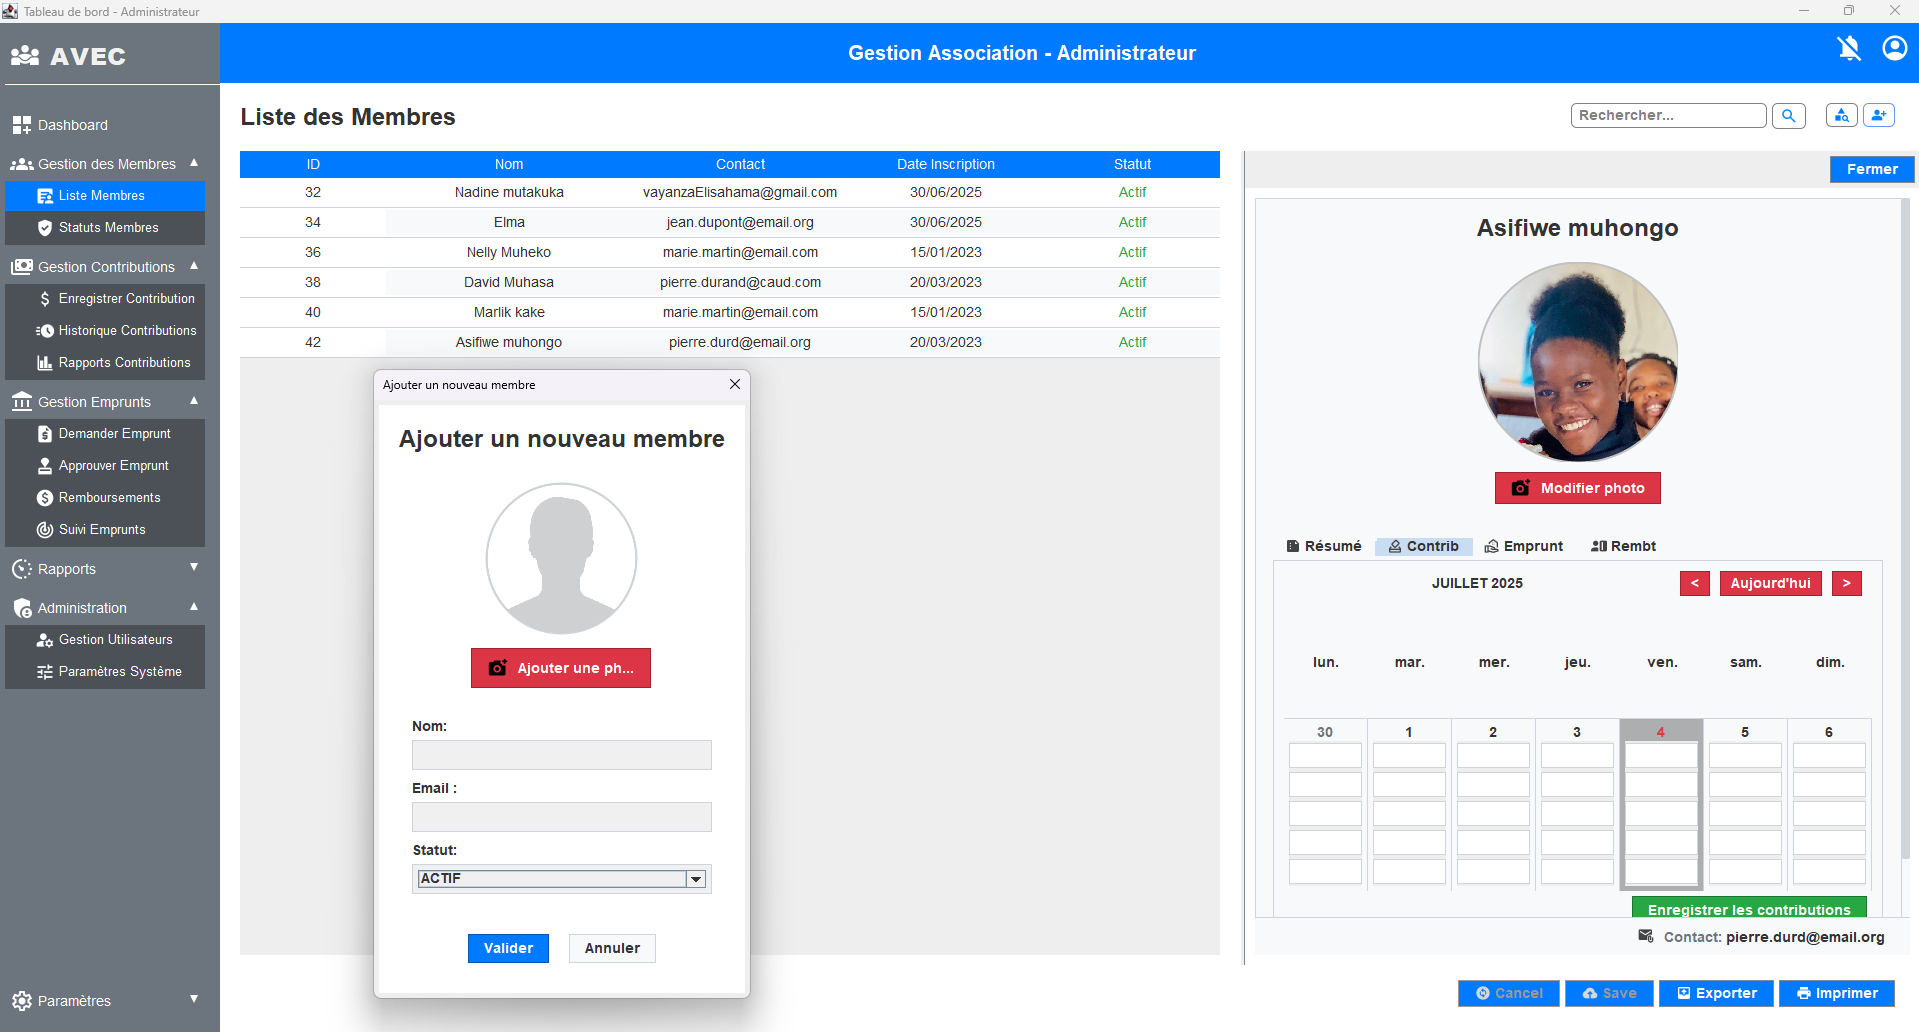 Tableau de bord - Administrateur
AVEC
Gestion Association - Administrateur
Dashboard
Gestion des Membres
Liste Membres
Statuts Membres
Gestion Contributions
Enregistrer Contribution
Historique Contributions
Rapports Contributions
Gestion Emprunts
Demander Emprunt
Approuver Emprunt
Remboursements
Suivi Emprunts
Rapports
Administration
Gestion Utilisateurs
Paramètres Système
Paramètres
Liste des Membres
Rechercher...
ID Nom Contact Date Inscription Statut
32 Nadine mutakuka vayanzaElisahama@gmail.com 30/06/2025 Actif
34 Elma jean.dupont@email.org 30/06/2025 Actif
36 Nelly Muheko marie.martin@email.com 15/01/2023 Actif
38 David Muhasa pierre.durand@caud.com 20/03/2023 Actif
40 Marlik kake marie.martin@email.com 15/01/2023 Actif
42 Asifiwe muhongo pierre.durd@email.org 20/03/2023 Actif
Ajouter un nouveau membre
Ajouter un nouveau membre
Ajouter une ph...
Nom:
Email :
Statut:
ACTIF
Valider Annuler
Fermer
Asifiwe muhongo
Modifier photo
Résumé Contrib Emprunt Rembt
JUILLET 2025 < Aujourd'hui >
lun. mar. mer. jeu. ven. sam. dim.
30 1 2 3 4 5 6
Enregistrer les contributions
Contact: pierre.durd@email.org
Cancel Save Exporter Imprimer